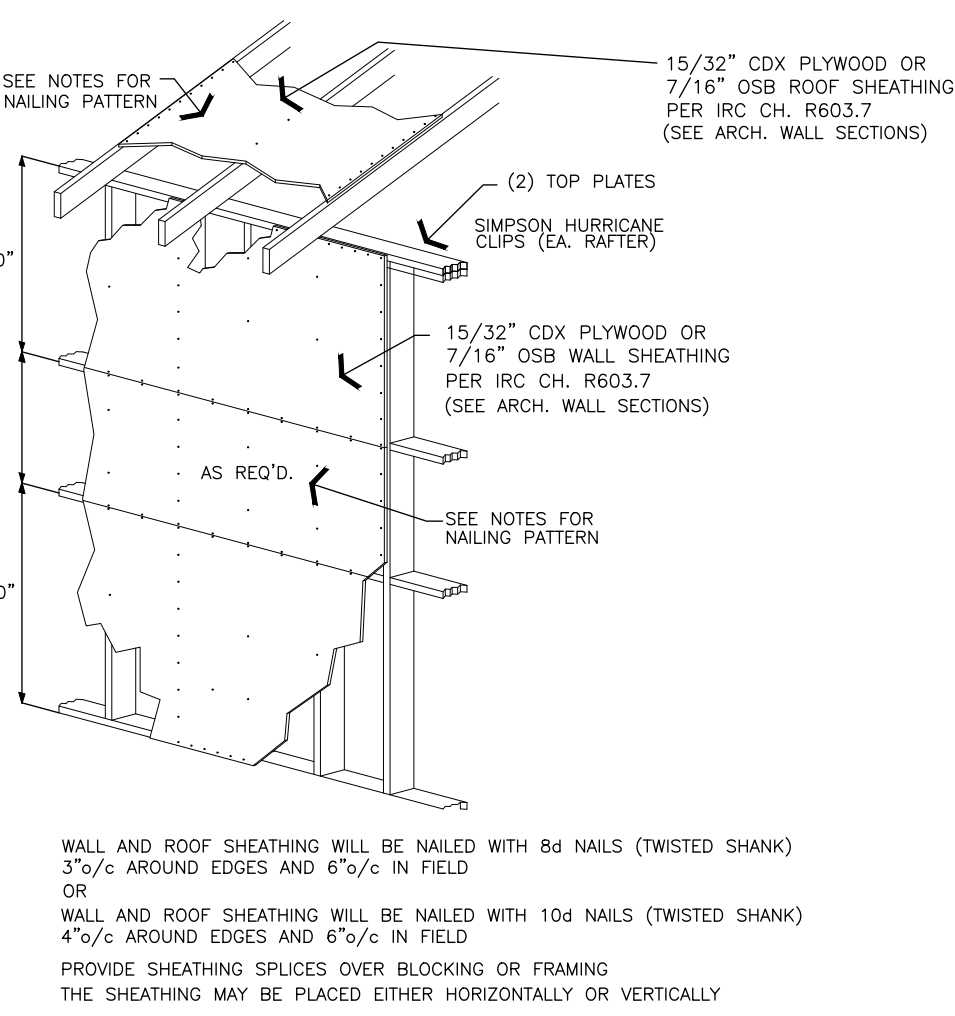 SEE NOTES FOR
NAILING PATTERN
15/32” CDX PLYWOOD OR
7/16” OSB ROOF SHEATHING
PER IRC CH. R603.7
(SEE ARCH. WALL SECTIONS)
(2) TOP PLATES
SIMPSON HURRICANE
CLIPS (EA. RAFTER)
0”
15/32” CDX PLYWOOD OR
7/16” OSB WALL SHEATHING
PER IRC CH. R603.7
(SEE ARCH. WALL SECTIONS)
AS REQ’D.
SEE NOTES FOR
NAILING PATTERN
0”
WALL AND ROOF SHEATHING WILL BE NAILED WITH 8d NAILS (TWISTED SHANK)
3”o/c AROUND EDGES AND 6”o/c IN FIELD
OR
WALL AND ROOF SHEATHING WILL BE NAILED WITH 10d NAILS (TWISTED SHANK)
4”o/c AROUND EDGES AND 6”o/c IN FIELD
PROVIDE SHEATHING SPLICES OVER BLOCKING OR FRAMING
THE SHEATHING MAY BE PLACED EITHER HORIZONTALLY OR VERTICALLY